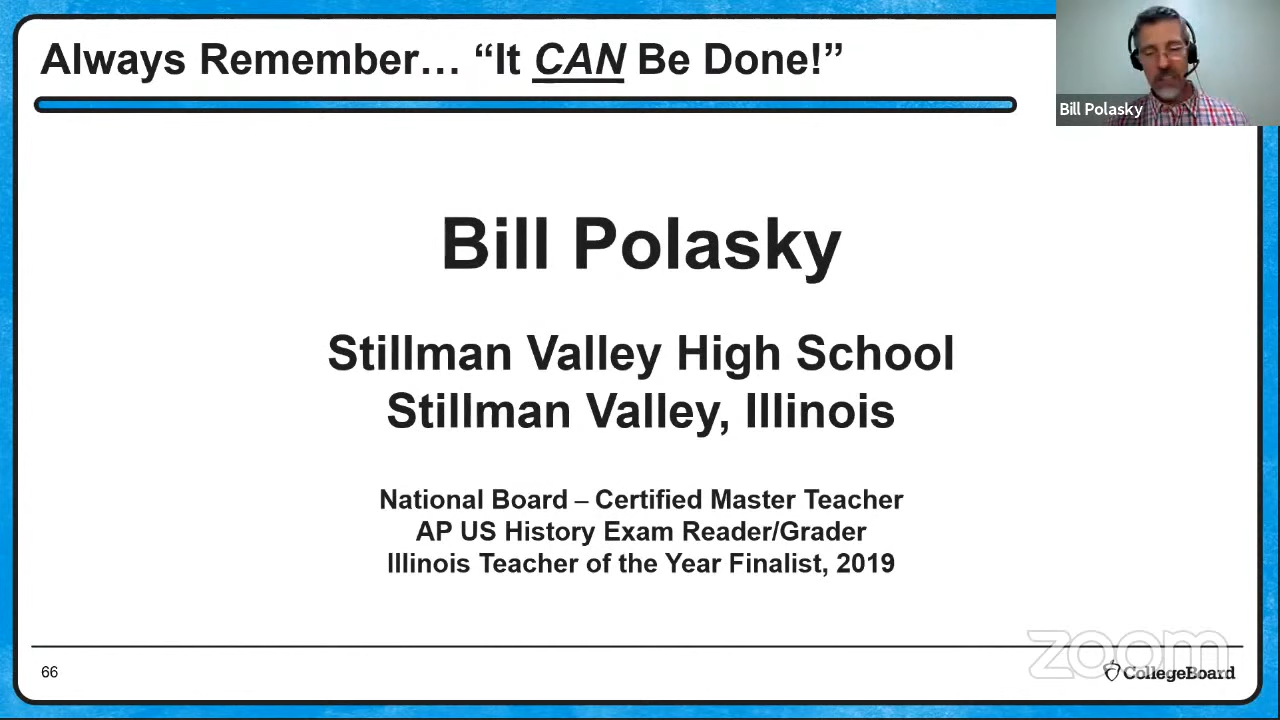 Always Remember… “It CAN Be Done!”
Bill Polasky
Bill Polasky
Stillman Valley High School
Stillman Valley, Illinois
National Board – Certified Master Teacher
AP US History Exam Reader/Grader
Illinois Teacher of the Year Finalist, 2019
zoom
66
CollegeBoard